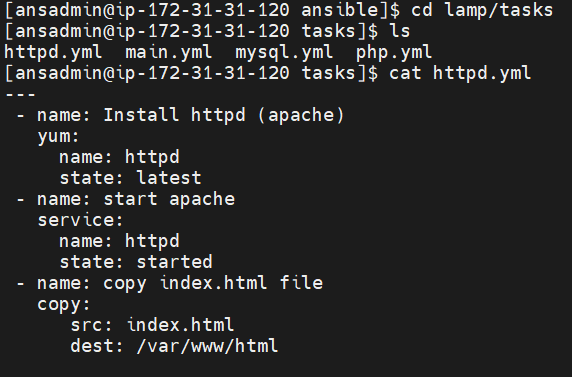 [ansadmin@ip-172-31-31-120 ansible]$ cd lamp/tasks
[ansadmin@ip-172-31-31-120 tasks]$ ls
httpd.yml  main.yml  mysql.yml  php.yml
[ansadmin@ip-172-31-31-120 tasks]$ cat httpd.yml
---
 - name: Install httpd (apache)
   yum:
     name: httpd
     state: latest
 - name: start apache
   service:
     name: httpd
     state: started
 - name: copy index.html file
   copy:
      src: index.html
      dest: /var/www/html